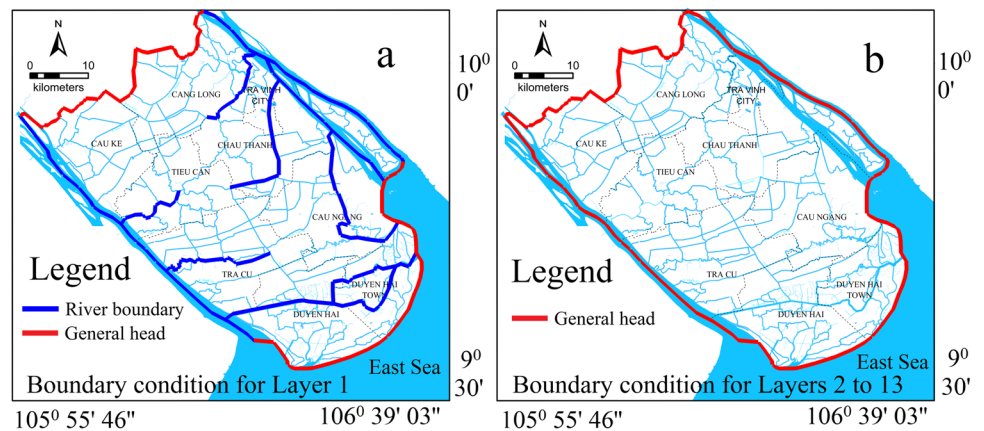 N
0 10
kilometers
a
CANG LONG
TRA VINH
CITY
CAU KE
CHAU THANH
TIEU CAN
CAU NGANG
TRA CU
DUYEN HAI
TOWN
DUYEN HAI
Legend
River boundary
General head
East Sea
Boundary condition for Layer 1
105⁰ 55' 46" 106⁰ 39' 03"
10⁰
0'
9⁰
30'
N
0 10
kilometers
b
CANG LONG
TRA VINH
CITY
CAU KE
CHAU THANH
TIEU CAN
CAU NGANG
TRA CU
DUYEN HAI
TOWN
DUYEN HAI
Legend
General head
East Sea
Boundary condition for Layers 2 to 13
105⁰ 55' 46" 106⁰ 39' 03"
10⁰
0'
9⁰
30'